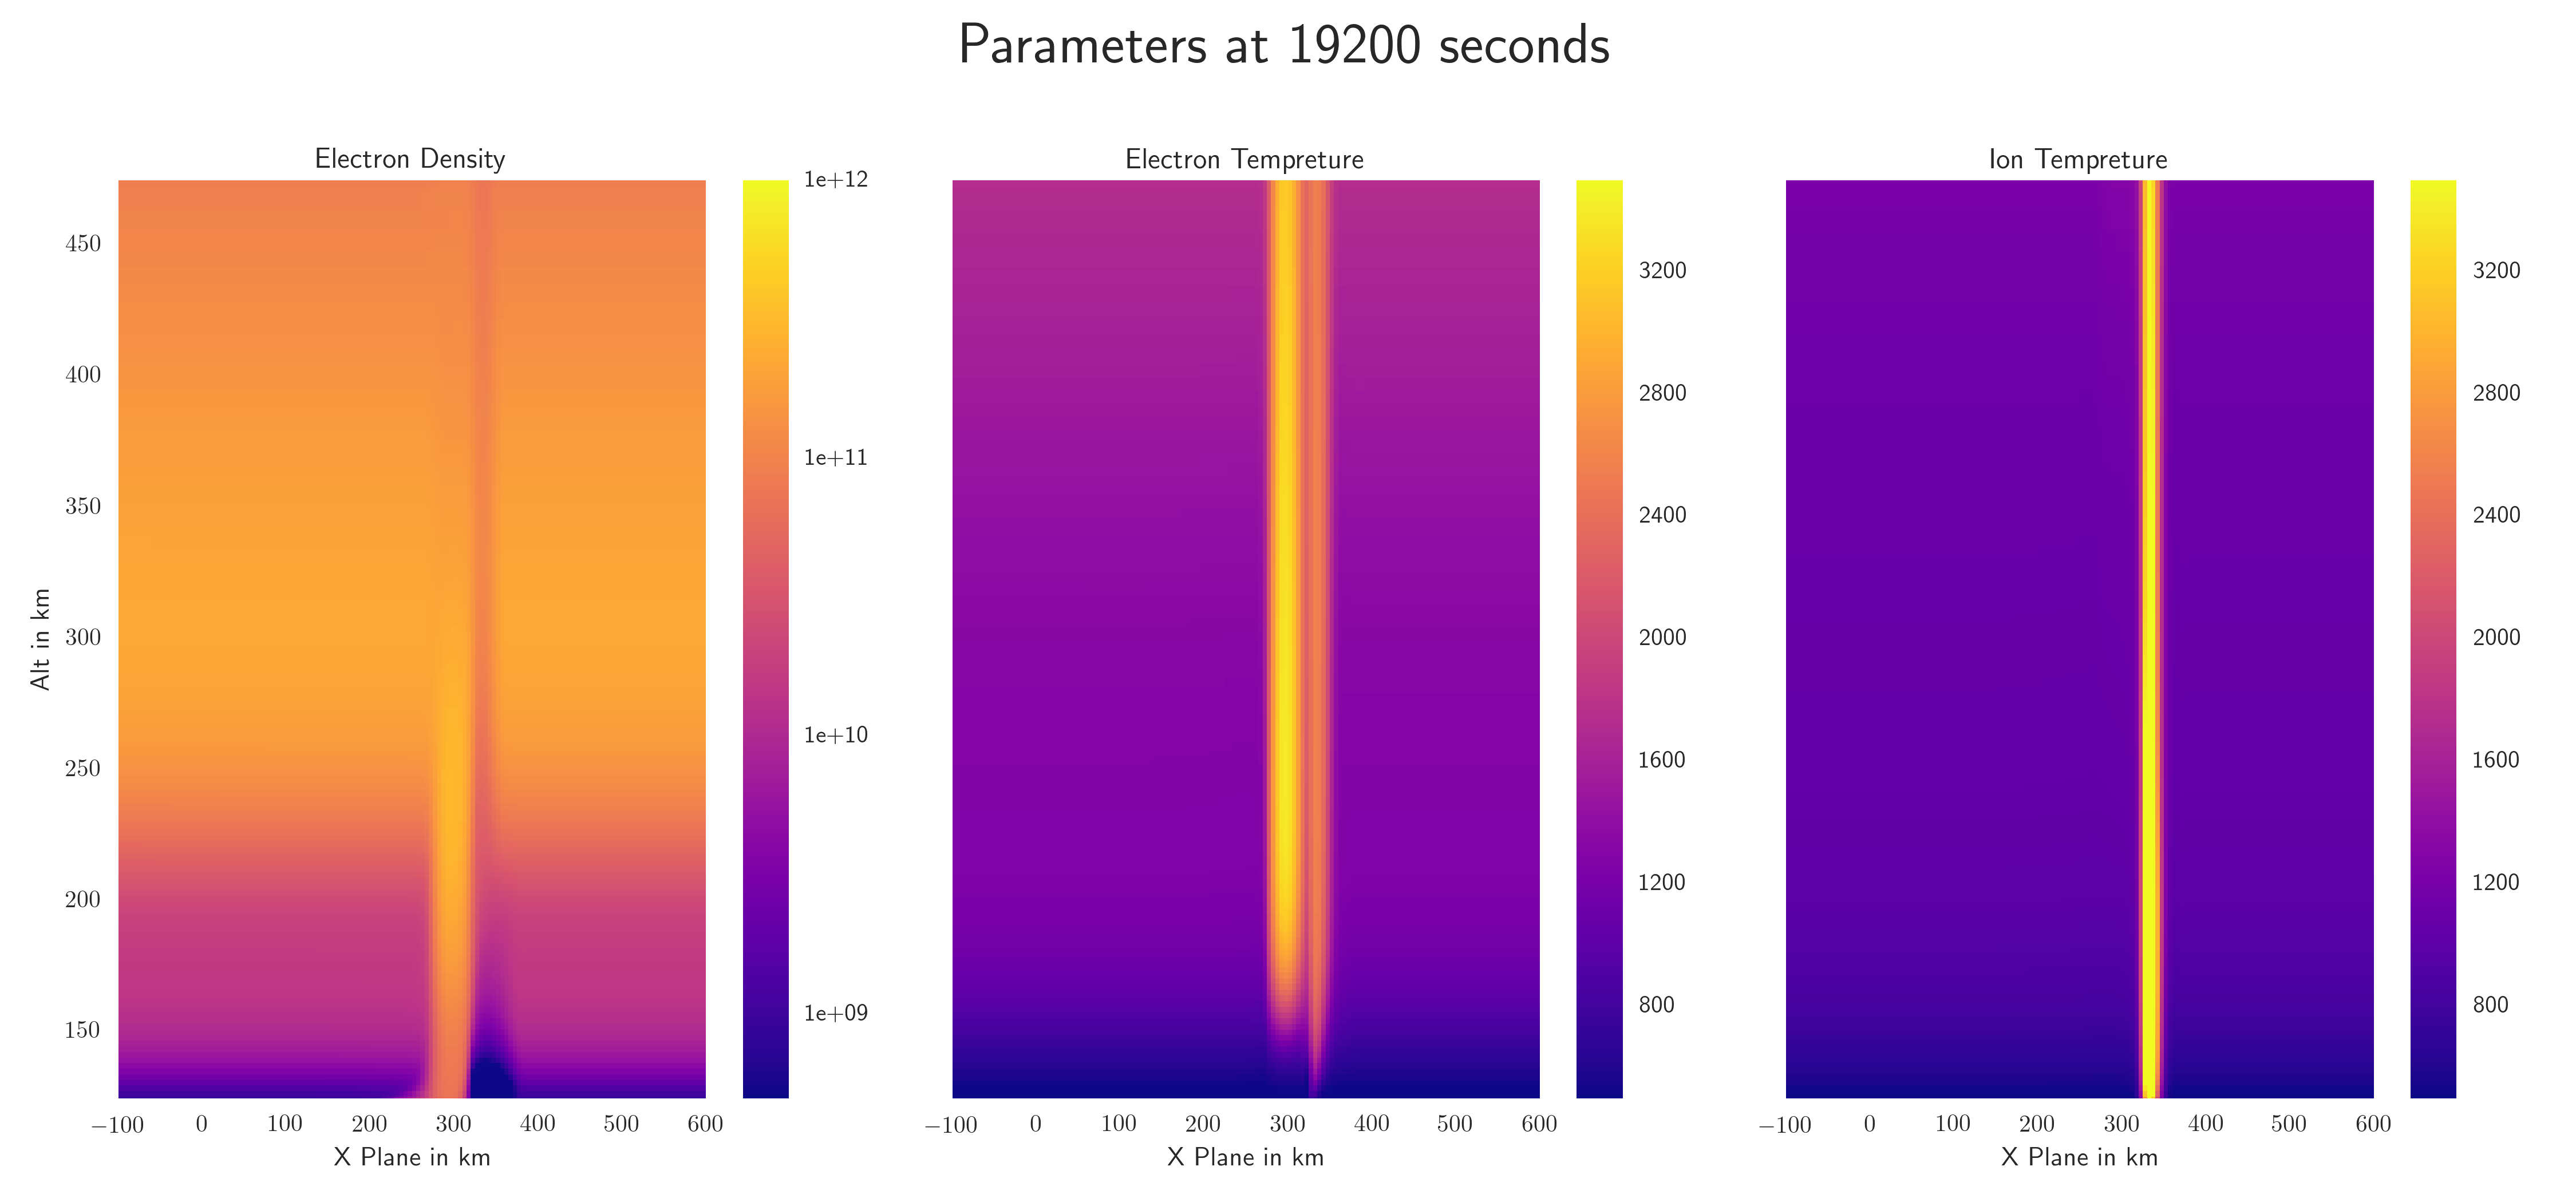 Parameters at 19200 seconds
Electron Density
Electron Tempreture
Ion Tempreture
Alt in km
450
400
350
300
250
200
150
−100 0 100 200 300 400 500 600
X Plane in km
1e+12
1e+11
1e+10
1e+09
−100 0 100 200 300 400 500 600
X Plane in km
3200
2800
2400
2000
1600
1200
800
−100 0 100 200 300 400 500 600
X Plane in km
3200
2800
2400
2000
1600
1200
800